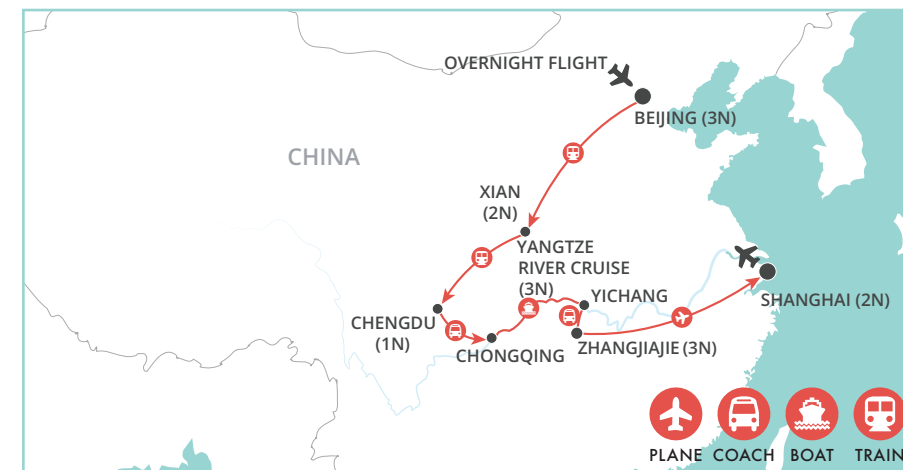 OVERNIGHT FLIGHT
BEIJING (3N)
CHINA
XIAN
(2N)
YANGTZE
RIVER CRUISE
(3N)
YICHANG
SHANGHAI (2N)
CHENGDU
(1N)
CHONGQING
ZHANGJIAJIE (3N)
PLANE COACH BOAT TRAIN